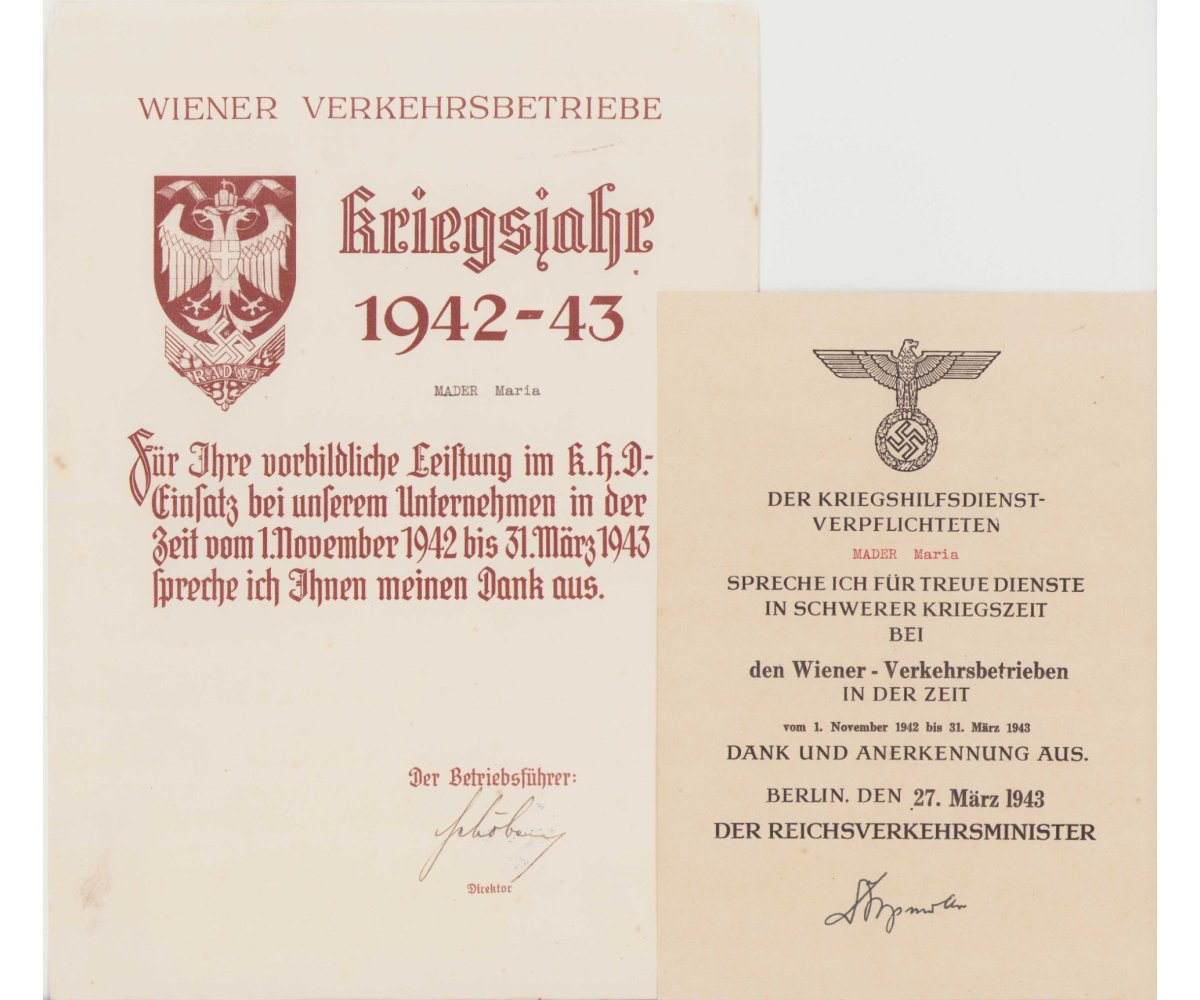 WIENER VERKEHRSBETRIEBE
Kriegsjahr
1942-43
MADER Maria
Für Ihre vorbildliche Leistung im K.H.D.-
Einsatz bei unserem Unternehmen in der
Zeit vom 1. November 1942 bis 31. März 1943
spreche ich Ihnen meinen Dank aus.
Der Betriebsführer:
Direktor
DER KRIEGSHILFSDIENST-
VERPFLICHTETEN
MADER Maria
SPRECHE ICH FÜR TREUE DIENSTE
IN SCHWERER KRIEGSZEIT
BEI
den Wiener - Verkehrsbetrieben
IN DER ZEIT
vom 1. November 1942 bis 31. März 1943
DANK UND ANERKENNUNG AUS.
BERLIN, DEN 27. März 1943
DER REICHSVERKEHRSMINISTER